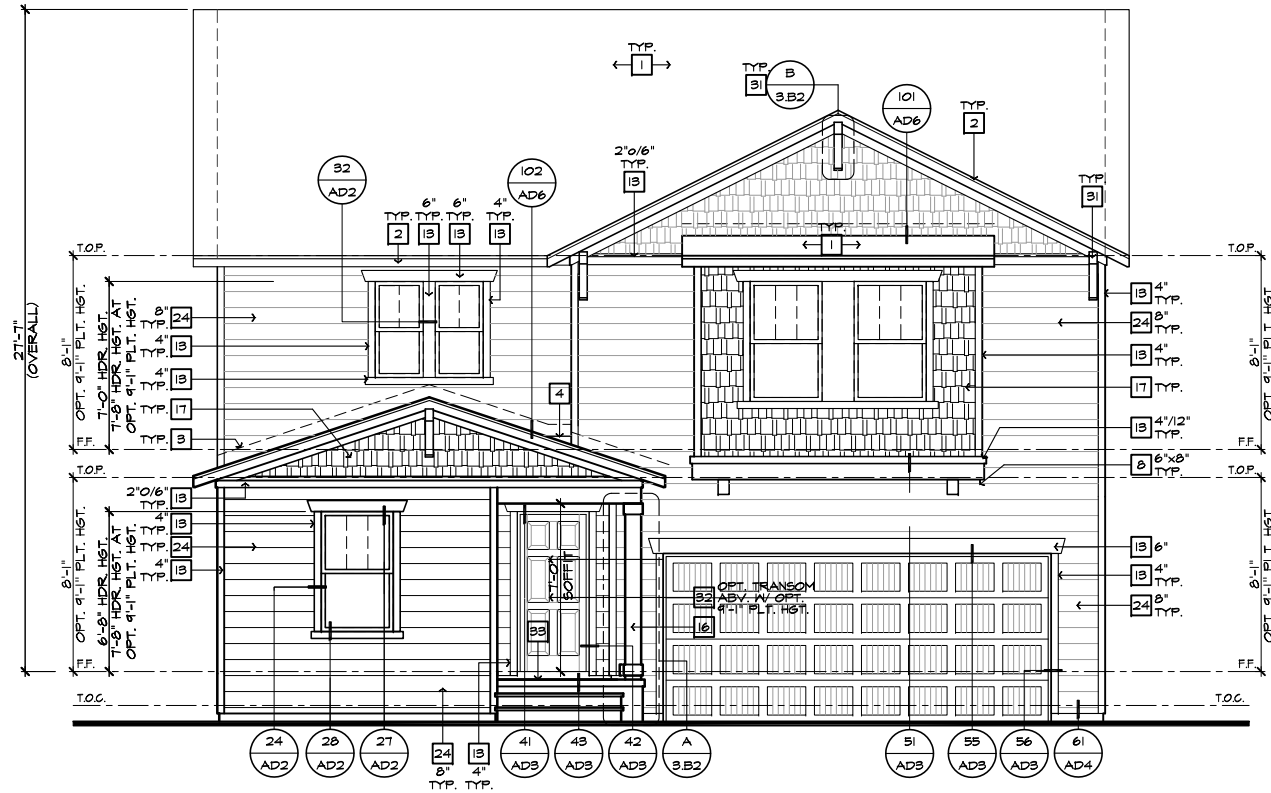 TYP.
1
TYP.
31
B
3.B2
101
AD6
TYP.
2
32
AD2
102
AD6
2"o/6"
TYP.
13
TYP.
31
TYP.
2
6"
TYP.
13
6"
TYP.
13
4"
TYP.
13
TYP.
1
T.O.P.
T.O.P.
27'-7"
(OVERALL)
8'-1"
OPT. 9'-1" PLT. HGT.
7'-0" HDR. HGT.
7'-8" HDR. HGT. AT
OPT. 9'-1" PLT. HGT.
8"
TYP.
24
4"
TYP.
13
4"
TYP.
13
TYP.
17
TYP.
3
4
13
4"
TYP.
24
8"
TYP.
13
4"
TYP.
17
TYP.
13
4"/12"
TYP.
8
6"x8"
TYP.
8'-1"
OPT. 9'-1" PLT. HGT.
F.F.
F.F.
T.O.P.
T.O.P.
8'-1"
OPT. 9'-1" PLT. HGT.
6'-8" HDR. HGT.
7'-8" HDR. HGT. AT
OPT. 9'-1" PLT. HGT.
2"o/6"
TYP.
13
4"
TYP.
13
TYP.
24
4"
TYP.
13
7'-0"
SOFFIT
32
OPT. TRANSOM
ABV. W/ OPT.
9'-1" PLT. HGT.
16
33
13
6"
13
4"
TYP.
24
8"
TYP.
8'-1"
OPT. 9'-1" PLT. HGT.
F.F.
F.F.
T.O.C.
T.O.C.
24
AD2
28
AD2
27
AD2
24
8"
TYP.
13
4"
TYP.
41
AD3
43
AD3
42
AD3
A
3.B2
51
AD3
55
AD3
56
AD3
61
AD4